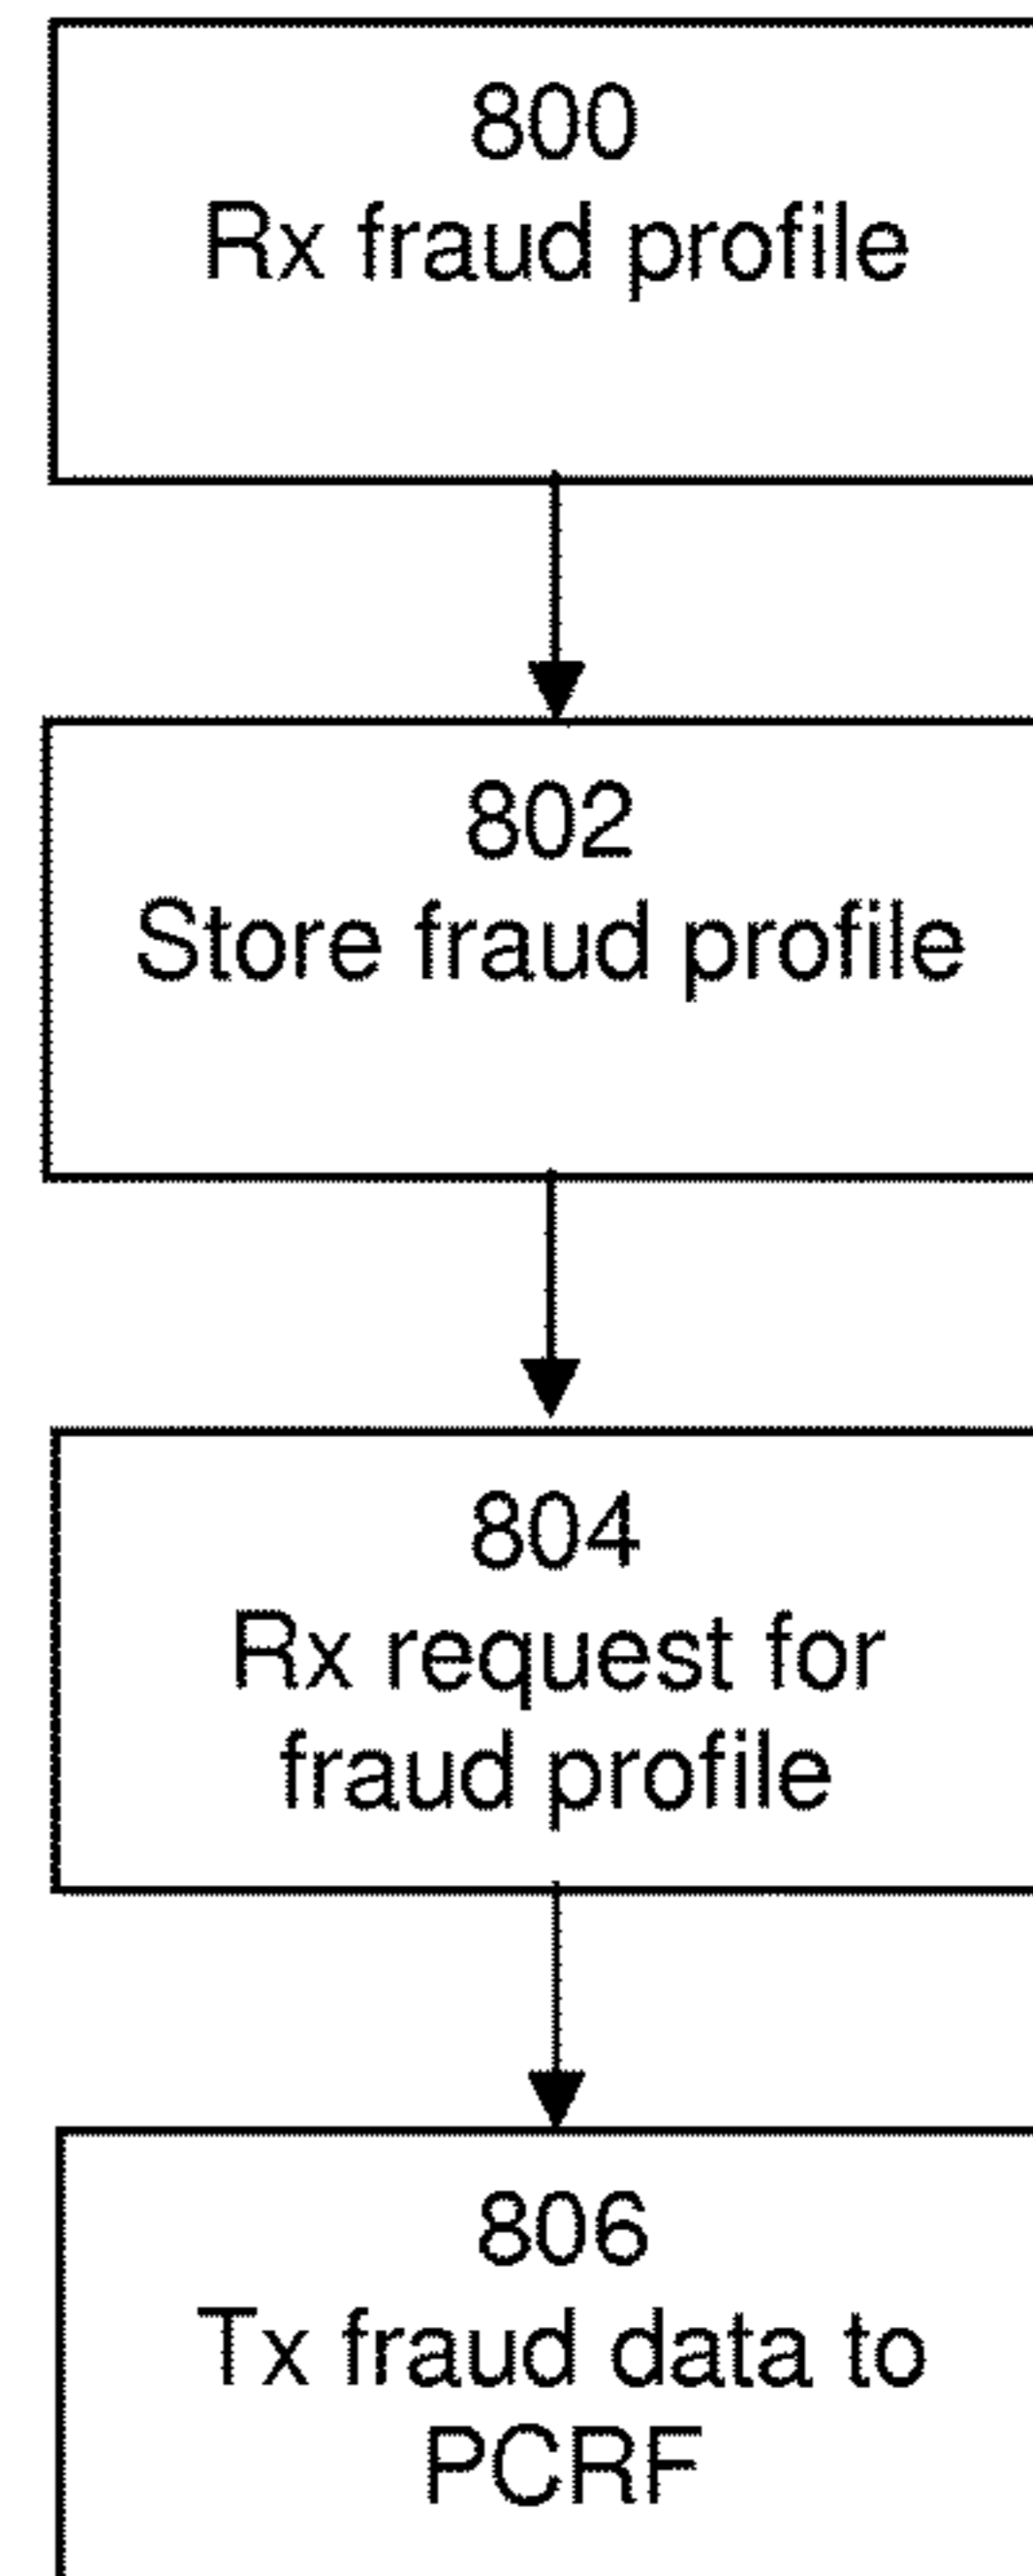 800
Rx fraud profile
802
Store fraud profile
804
Rx request for
fraud profile
806
Tx fraud data to
PCRF